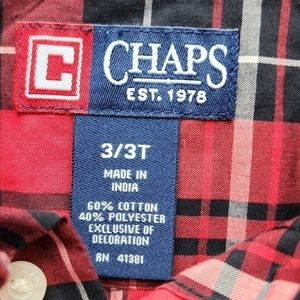 C CHAPS
EST. 1978
3/3T
MADE IN
INDIA
60% COTTON
40% POLYESTER
EXCLUSIVE OF
DECORATION
RN 41381